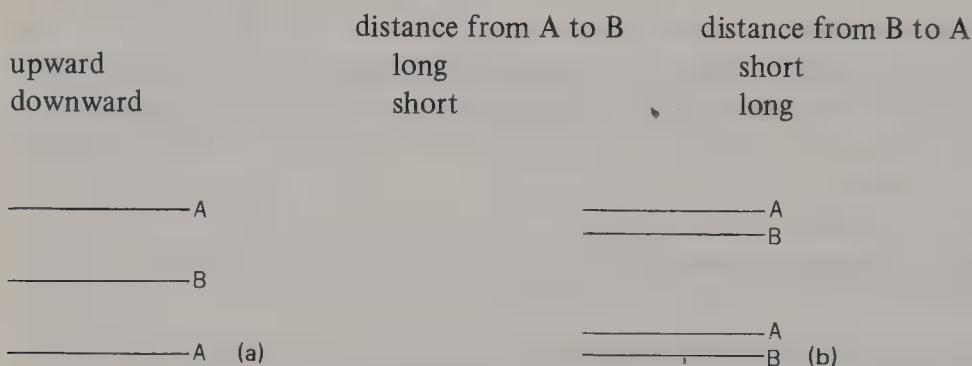 distance from A to B distance from B to A
upward long short
downward short long
A A
B
B
A
A (a)
B (b)